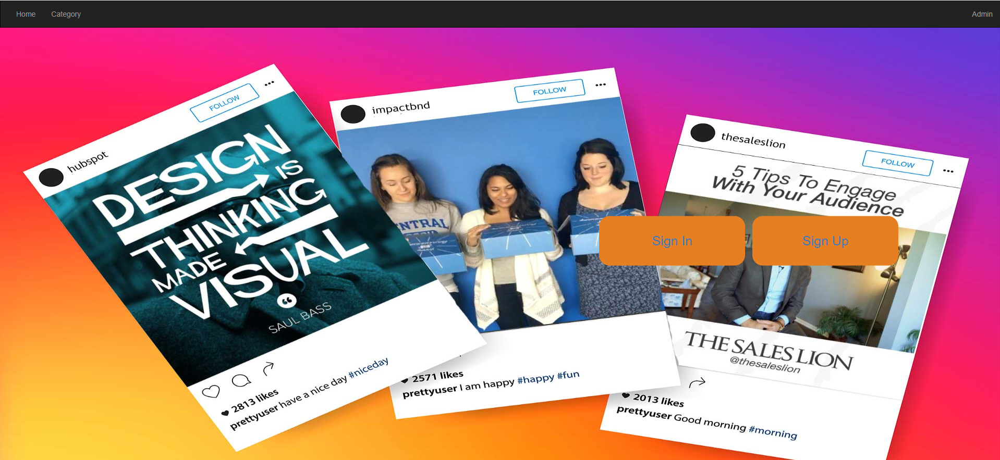 Home Category Admin
hubspot
FOLLOW
DESIGN
IS
THINKING
MADE
VISUAL
SAUL BASS
2813 likes
prettyuser have a nice day #niceday
impactbnd
FOLLOW
NTRAL
2571 likes
prettyuser I am happy #happy #fun
thesaleslion
FOLLOW
5 Tips To Engage
With Your Audience
Sign In
Sign Up
THE SALES LION
@thesaleslion
2013 likes
prettyuser Good morning #morning